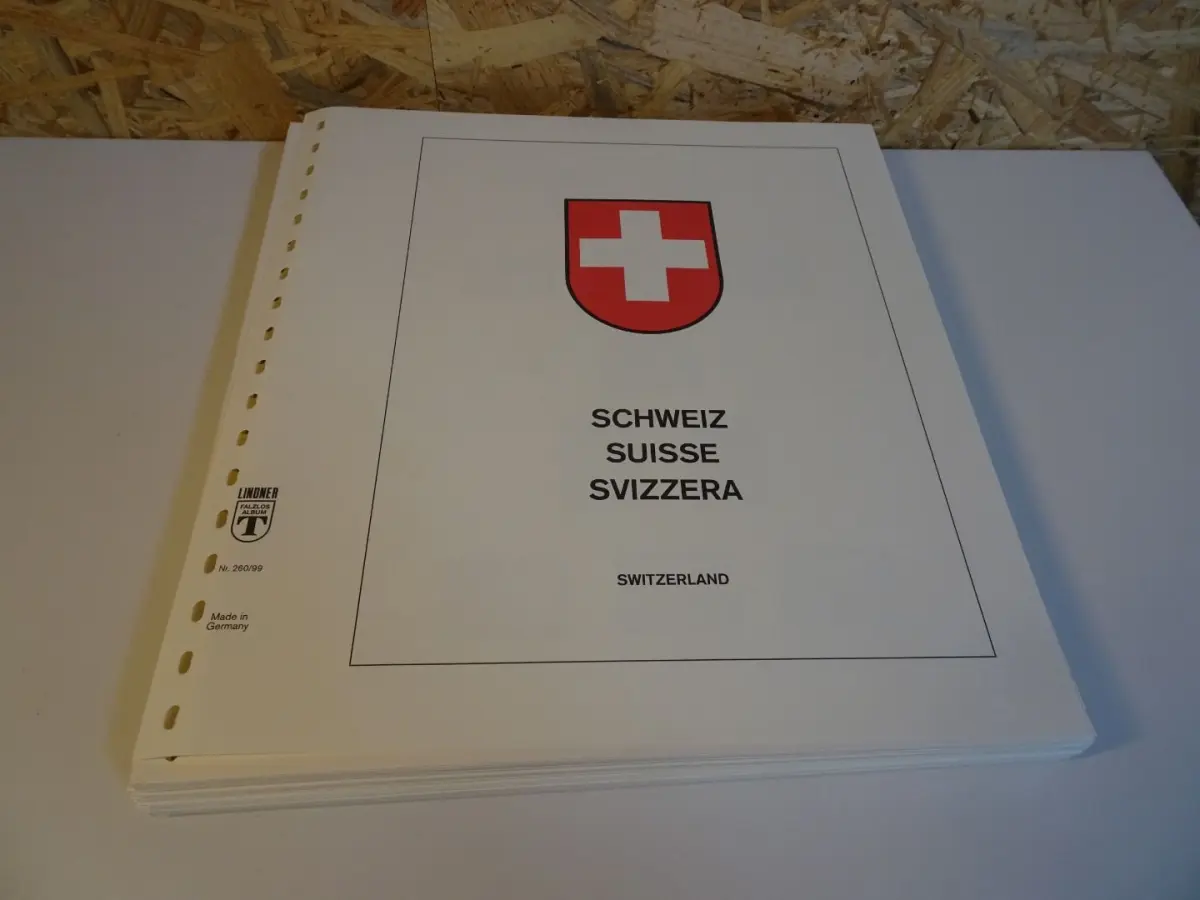 SCHWEIZ
SUISSE
SVIZZERA
SWITZERLAND
LINDNER
FALZLOS
ALBUM
T
Nr. 260/99
Made in
Germany